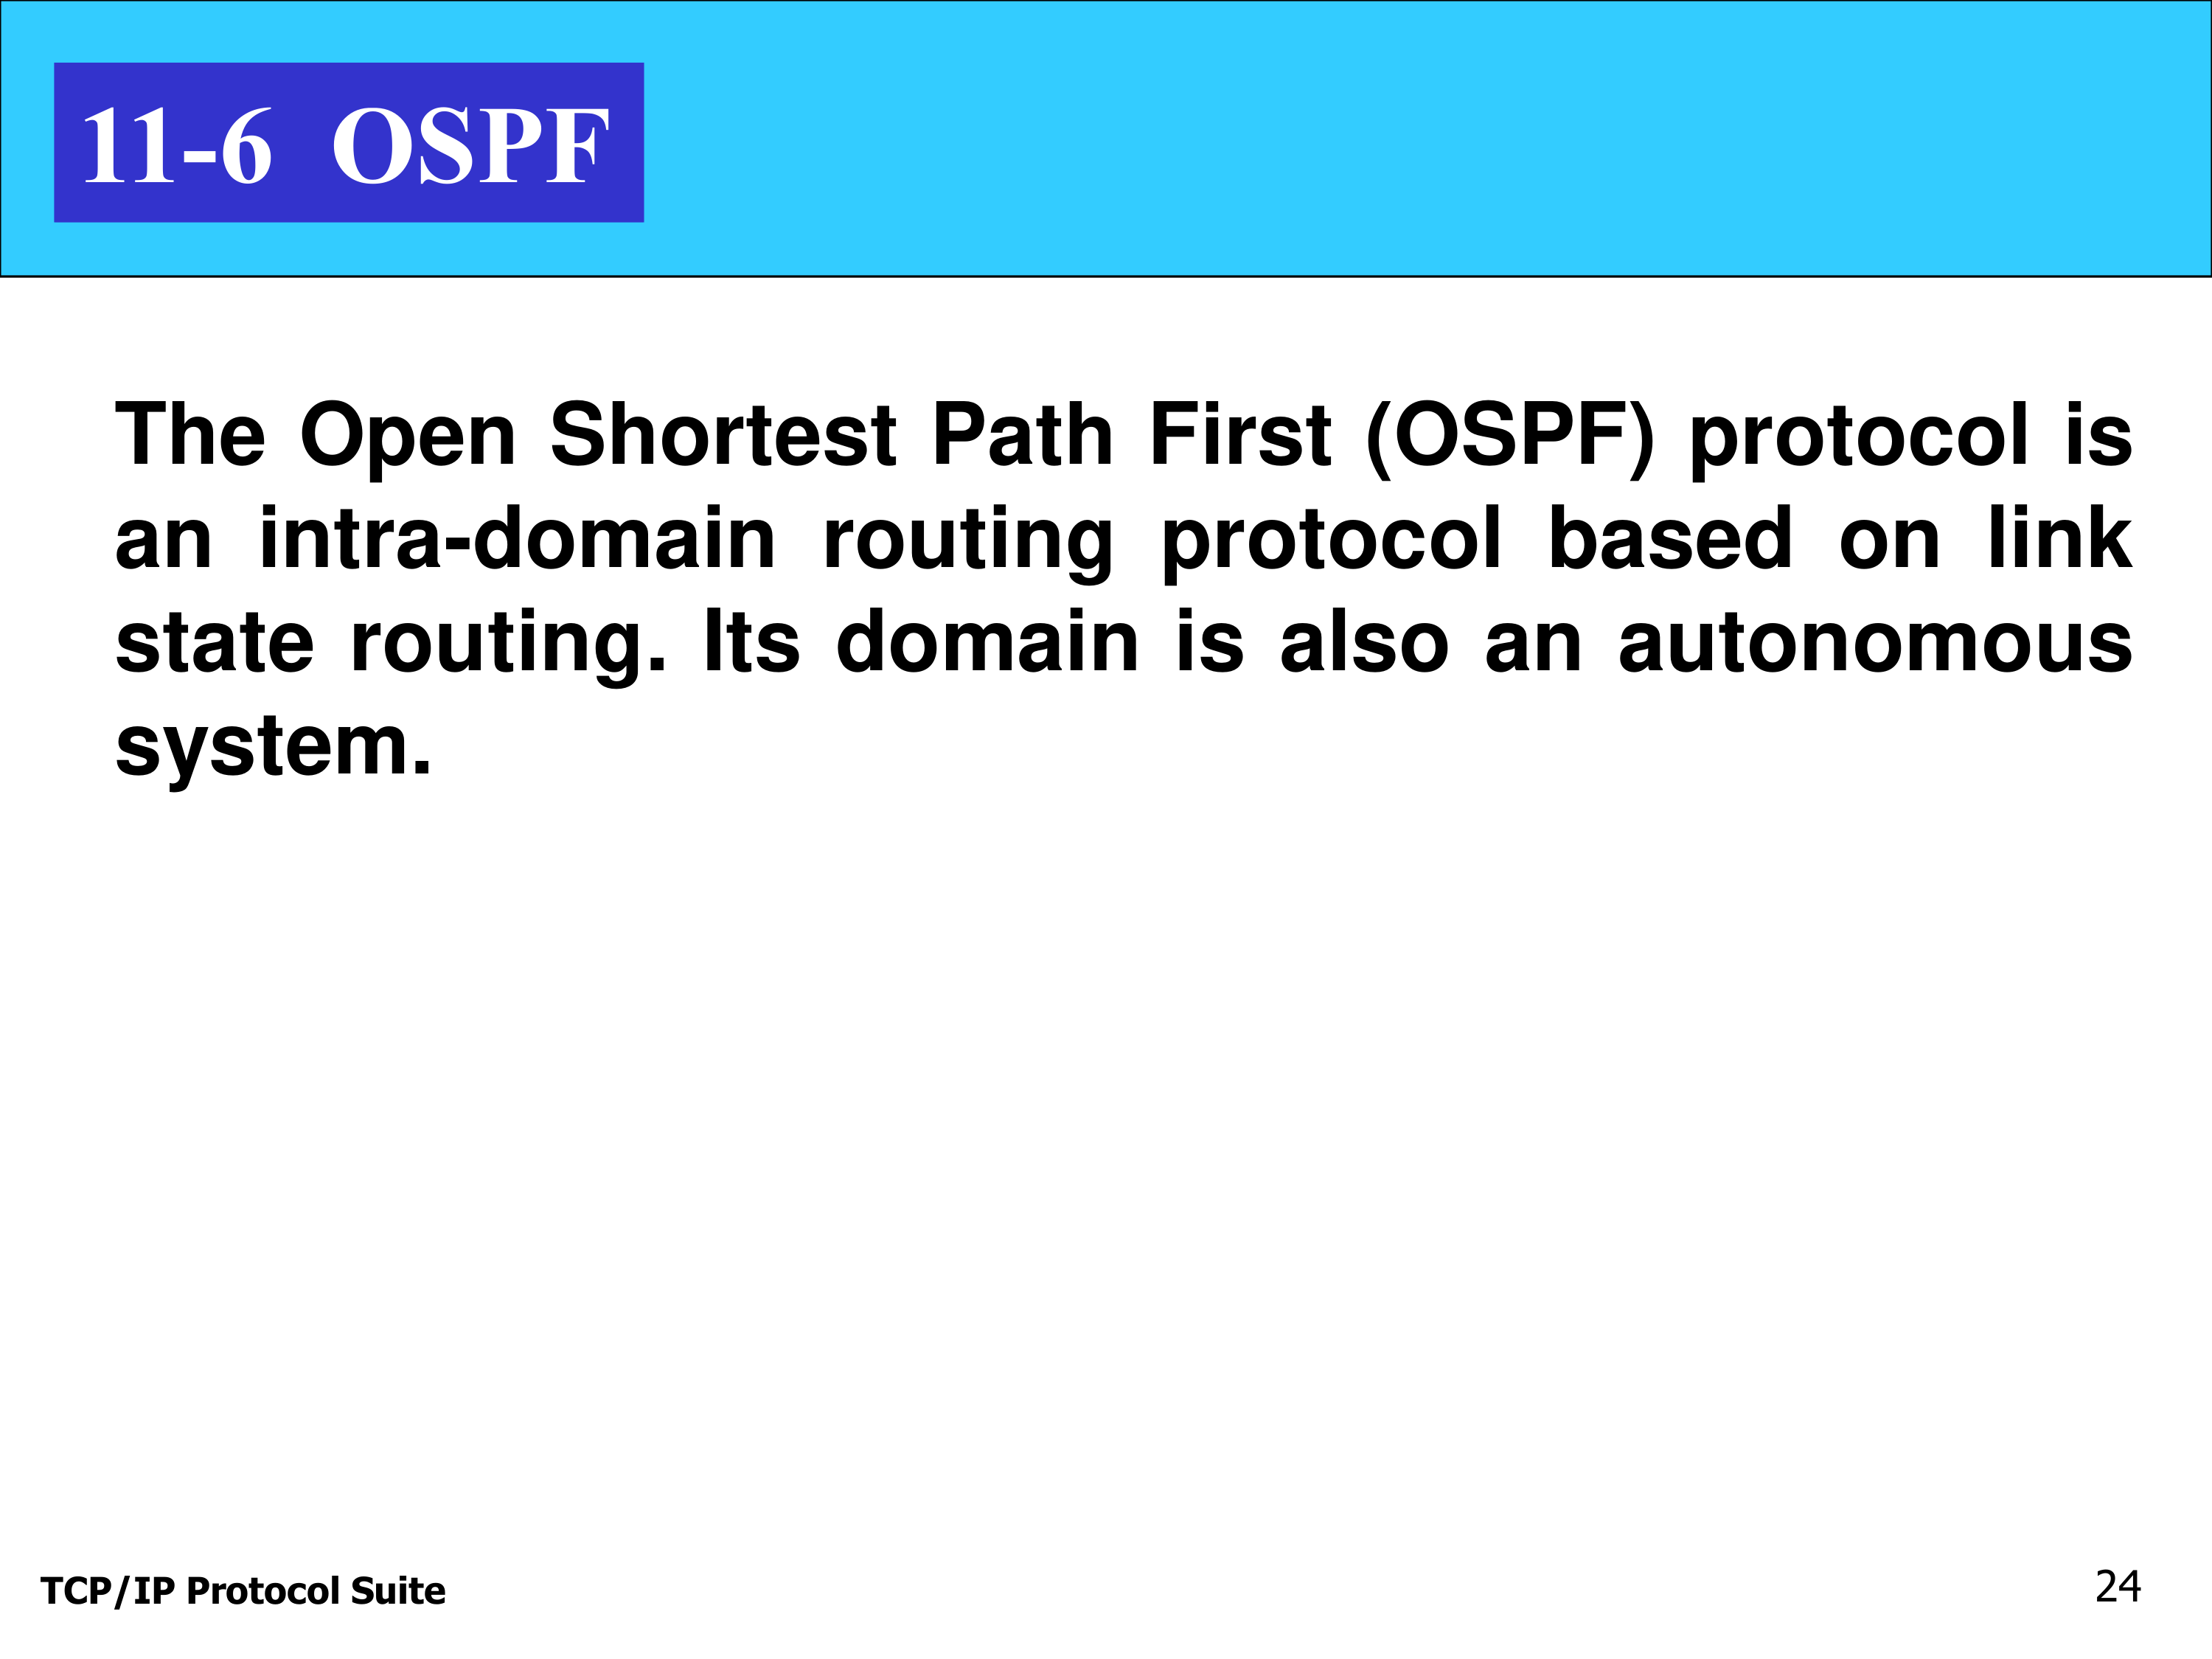 11-6 OSPF
The Open Shortest Path First (OSPF) protocol is
an intra-domain routing protocol based on link
state routing. Its domain is also an autonomous
system.
TCP/IP Protocol Suite
24